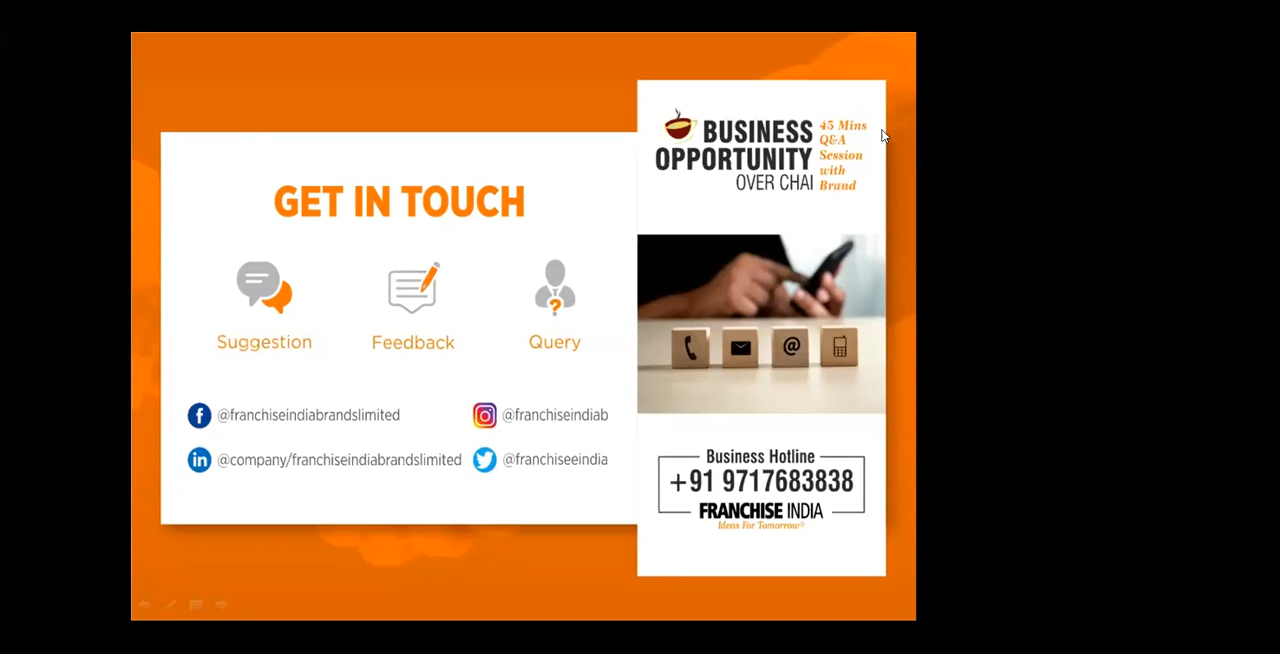 GET IN TOUCH
Suggestion
Feedback
Query
@franchiseindiabrandslimited
@franchiseindiab
@company/franchiseindiabrandslimited
@franchiseeindia
BUSINESS
OPPORTUNITY
OVER CHAI
45 Mins
Q&A
Session
with
Brand
Business Hotline
+91 9717683838
FRANCHISE INDIA
Ideas For Tomorrow®